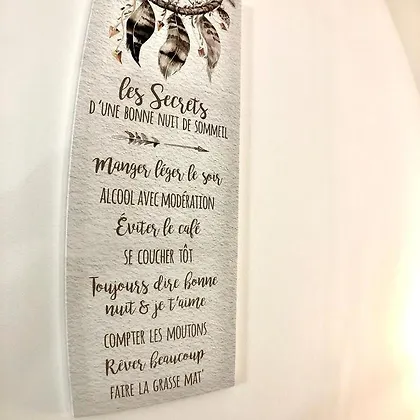 les Secrets
D'UNE BONNE NUIT DE SOMMEIL
Manger léger le soir
ALCOOL AVEC MODÉRATION
Éviter le café
SE COUCHER TÔT
Toujours dire bonne
nuit & je t'aime
COMPTER LES MOUTONS
Rêver beaucoup
FAIRE LA GRASSE MAT'